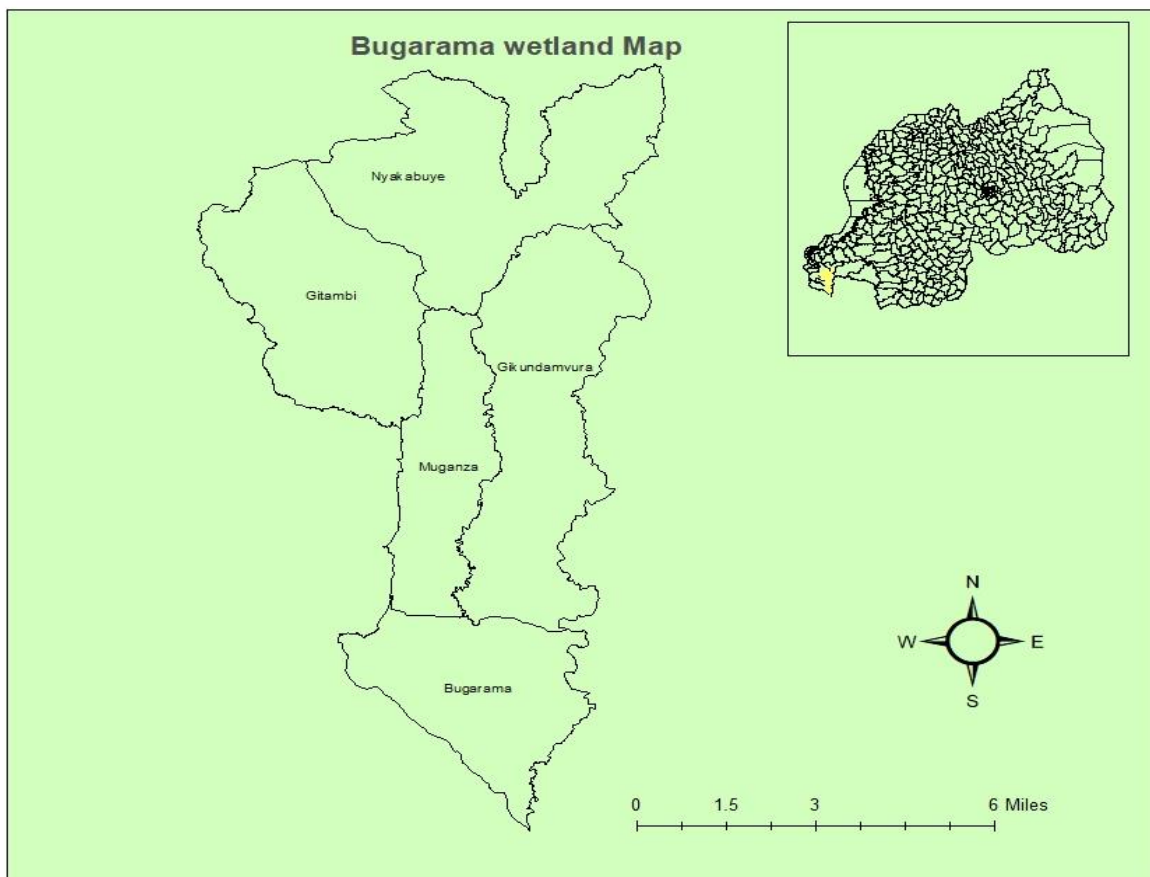 Bugarama wetland Map
Nyakabuye
Gitambi
Gikundamvura
Muganza
Bugarama
N
W E
S
0 1.5 3 6 Miles